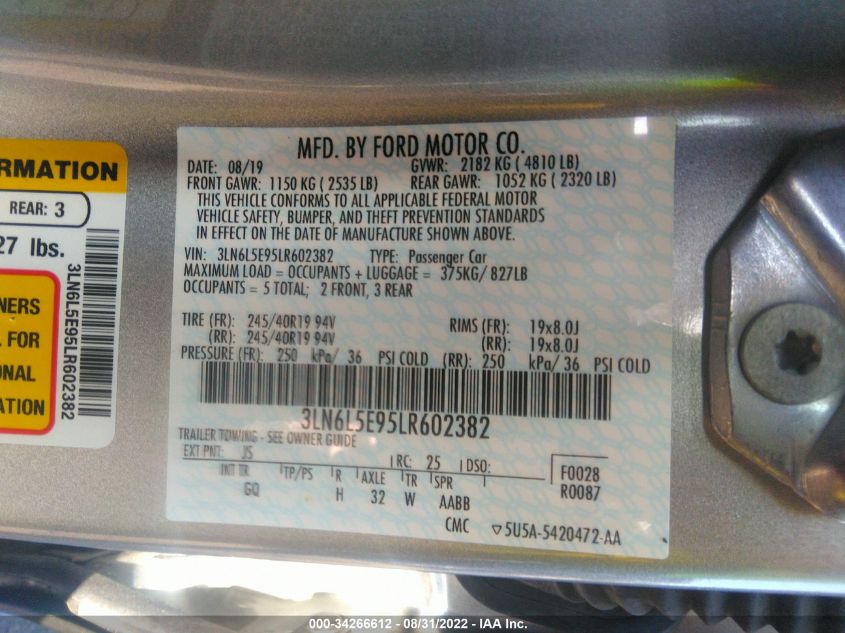 RMATION
REAR: 3
27 lbs.
NERS
L FOR
ONAL
ATION
3LN6L5E95LR602382
MFD. BY FORD MOTOR CO.
DATE: 08/19 GVWR: 2182 KG ( 4810 LB)
FRONT GAWR: 1150 KG ( 2535 LB) REAR GAWR: 1052 KG ( 2320 LB)
THIS VEHICLE CONFORMS TO ALL APPLICABLE FEDERAL MOTOR
VEHICLE SAFETY, BUMPER, AND THEFT PREVENTION STANDARDS
IN EFFECT ON THE DATE OF MANUFACTURE SHOWN ABOVE.
VIN: 3LN6L5E95LR602382 TYPE: Passenger Car
MAXIMUM LOAD = OCCUPANTS + LUGGAGE = 375KG/ 827LB
OCCUPANTS = 5 TOTAL; 2 FRONT, 3 REAR
TIRE (FR): 245/40R19 94V RIMS (FR): 19x8.0J
(RR): 245/40R19 94V (RR): 19x8.0J
PRESSURE (FR): 250 kPa/ 36 PSI COLD (RR): 250 kPa/ 36 PSI COLD
3LN6L5E95LR602382
TRAILER TOWING - SEE OWNER GUIDE
EXT PNT: JS RC: 25 DSO: F0028
INT TR TP/PS R AXLE TR SPR R0087
GQ H 32 W AABB
CMC ▽5U5A-5420472-AA
000-34266612 - 08/31/2022 - IAA Inc.